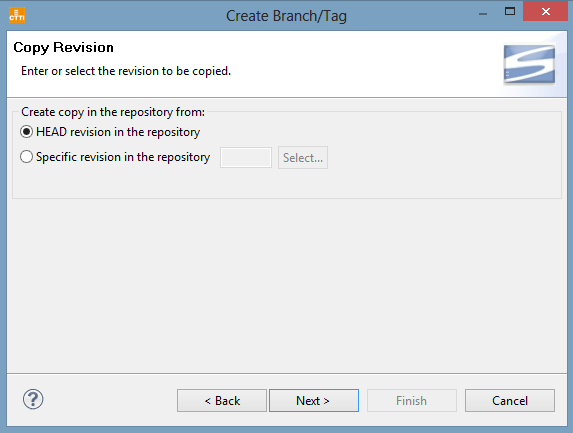 CTTI
Create Branch/Tag
Copy Revision
Enter or select the revision to be copied.
Create copy in the repository from:
HEAD revision in the repository
Specific revision in the repository
Select...
?
< Back
Next >
Finish
Cancel